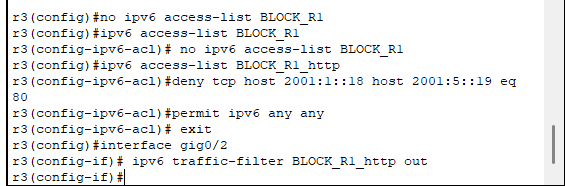 r3(config)#no ipv6 access-list BLOCK_R1
r3(config)#ipv6 access-list BLOCK_R1
r3(config-ipv6-acl)# no ipv6 access-list BLOCK_R1
r3(config)#ipv6 access-list BLOCK_R1_http
r3(config-ipv6-acl)#deny tcp host 2001:1::18 host 2001:5::19 eq
80
r3(config-ipv6-acl)#permit ipv6 any any
r3(config-ipv6-acl)# exit
r3(config)#interface gig0/2
r3(config-if)# ipv6 traffic-filter BLOCK_R1_http out
r3(config-if)#